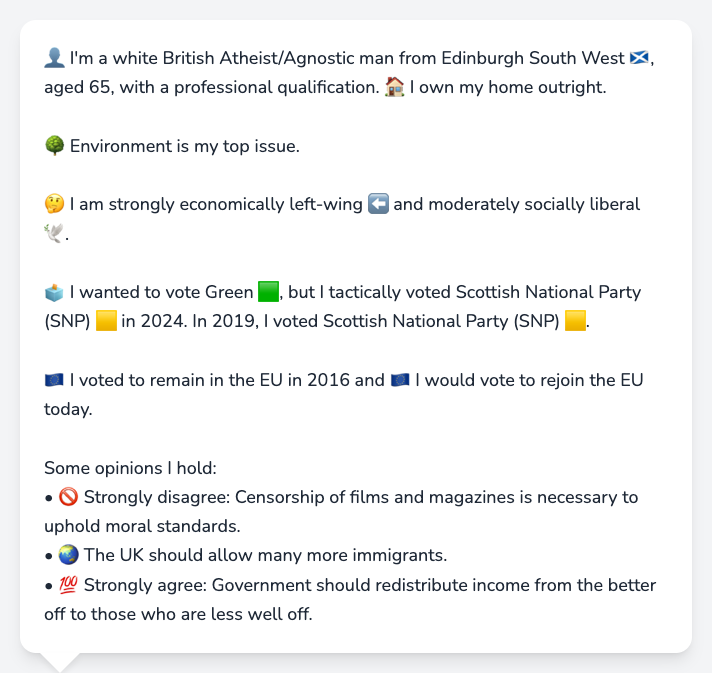 👤 I'm a white British Atheist/Agnostic man from Edinburgh South West 🏴󠁧󠁢󠁳󠁣󠁴󠁿,
aged 65, with a professional qualification. 🏠 I own my home outright.
🌳 Environment is my top issue.
🤔 I am strongly economically left-wing ⬅️ and moderately socially liberal
🕊️.
🗳️ I wanted to vote Green 🟩, but I tactically voted Scottish National Party
(SNP) 🟨 in 2024. In 2019, I voted Scottish National Party (SNP) 🟨.
🇪🇺 I voted to remain in the EU in 2016 and 🇪🇺 I would vote to rejoin the EU
today.
Some opinions I hold:
• 🚫 Strongly disagree: Censorship of films and magazines is necessary to
uphold moral standards.
• 🌏 The UK should allow many more immigrants.
• 💯 Strongly agree: Government should redistribute income from the better
off to those who are less well off.